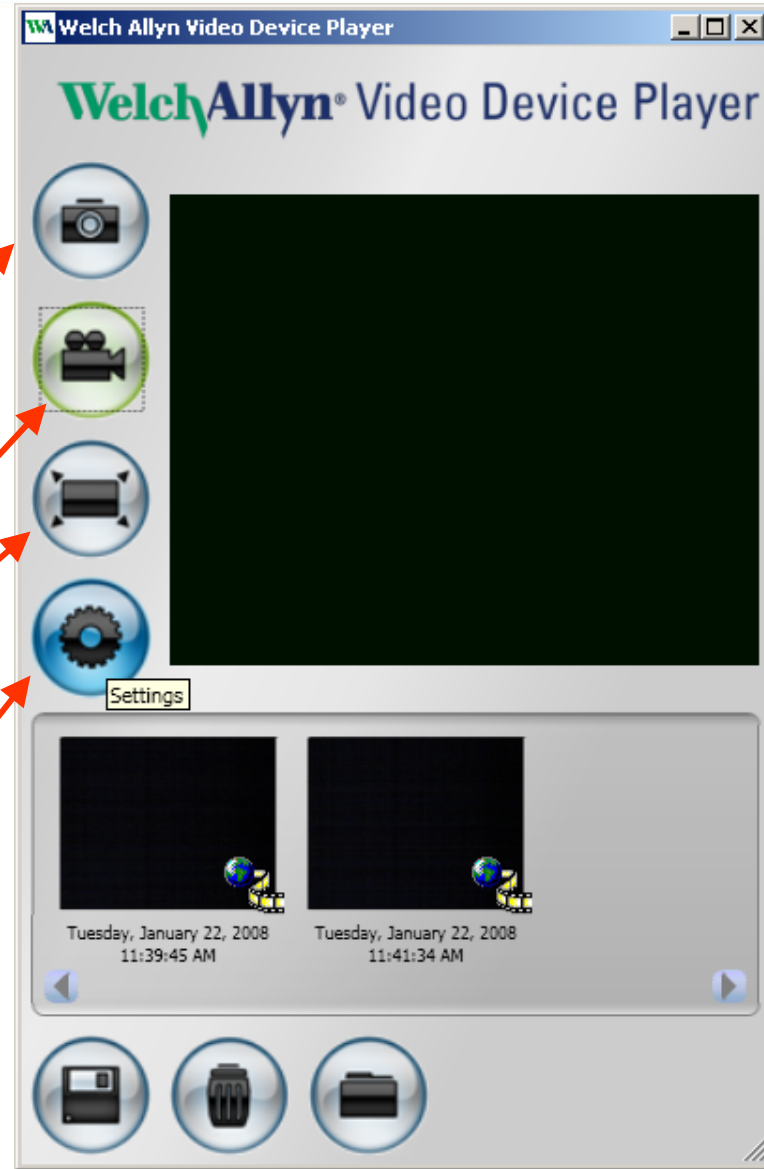 WA Welch Allyn Video Device Player
WelchAllyn® Video Device Player
Settings
Tuesday, January 22, 2008
11:39:45 AM
Tuesday, January 22, 2008
11:41:34 AM